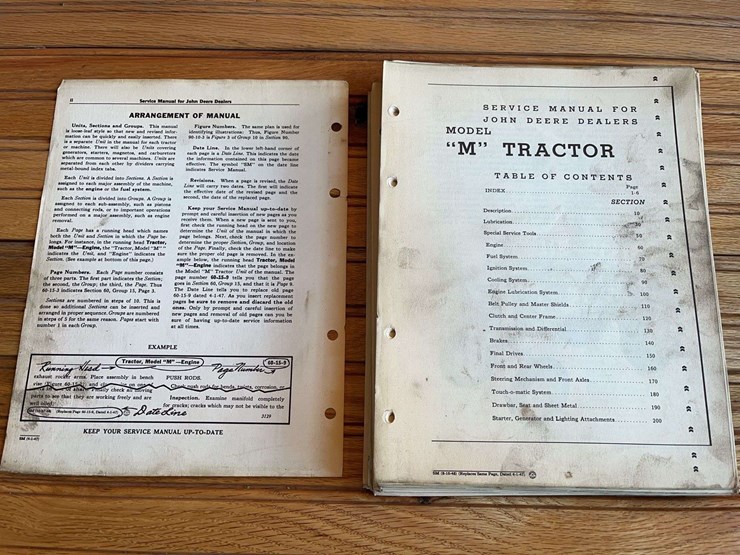 Service Manual for John Deere Dealers
ARRANGEMENT OF MANUAL
Units, Sections and Groups. This manual
is loose-leaf style so that new and revised infor-
mation can be quickly and easily inserted. There
is a separate Unit in the manual for each tractor
or machine. There will also be Units covering
generators, starters, magnetos, and carburetors
which are common to several machines. Units are
separated from each other by dividers carrying
metal-bound index tabs.
Each Unit is divided into Sections. A Section is
assigned to each major assembly of the machine,
such as the engine or the fuel system.
Each Section is divided into Groups. A Group is
assigned to each sub-assembly, such as pistons
and connecting rods, or to important operations
performed on a major assembly, such as engine
removal.
Each Page has a running head which names
both the Unit and Section in which the Page be-
longs. For instance, in the running head Tractor,
Model "M"—Engine, the "Tractor, Model "M""
indicates the Unit, and "Engine" indicates the
Section. (See example at bottom of this page.)
Page Numbers. Each Page number consists
of three parts. The first part indicates the Section;
the second, the Group; the third, the Page. Thus
60-15-3 indicates Section 60, Group 15, Page 3.
Sections are numbered in steps of 10. This is
done so additional Sections can be inserted and
arranged in proper sequence. Groups are numbered
in steps of 5 for the same reason. Pages start with
number 1 in each Group.
Figure Numbers. The same plan is used for
identifying illustrations: Thus, Figure Number
60-10-3 is Figure 3 of Group 10 in Section 60.
Date Line. In the lower left-hand corner of
each page is a Date Line. This indicates the date
the information contained on this page became
effective. The symbol "SM" on the date line
indicates Service Manual.
Revisions. When a page is revised, the Date
Line will carry two dates. The first will indicate
the effective date of the revised page and the
second, the date of the replaced page.
Keep your Service Manual up-to-date by
prompt and careful insertion of new pages as you
receive them. When a new page is sent to you,
first check the running head on the new page to
determine the Unit of the manual in which the
page belongs. Next, check the page number to
determine the proper Section, Group, and location
of the Page. Finally, check the date line to make
sure the proper old page is removed. In the ex-
ample below, the running head Tractor, Model
"M"—Engine indicates that the page belongs in
the Model "M" Tractor Unit of the manual. The
page number 60-15-9 tells you that the page
goes in Section 60, Group 15, and that it is Page 9.
The Date Line tells you to replace old page
60-15-9 dated 4-1-47. As you insert replacement
pages be sure to remove and discard the old
ones. Only by prompt and careful insertion of
new pages and removal of old pages can you be
sure of having up-to-date service information
at all times.
EXAMPLE
Running Head
Tractor, Model "M"—Engine
Page Number
60-15-9
exhaust rocker arms. Place assembly in bench
parts to see that they are working freely and are
PUSH RODS.
Check push rods for bends, twists, corrosion, or
Inspection. Examine manifold completely
for cracks; cracks which may not be visible to the
Date Line
3129
KEEP YOUR SERVICE MANUAL UP-TO-DATE
SM (4-1-47)
SERVICE MANUAL FOR
JOHN DEERE DEALERS
MODEL
"M" TRACTOR
TABLE OF CONTENTS
Page
INDEX 1-6
SECTION
Description 10
Lubrication 20
Special Service Tools 50
Engine 60
Fuel System 70
Ignition System 80
Cooling System 90
Engine Lubrication System 100
Belt Pulley and Master Shields 110
Clutch and Center Frame 120
Transmission and Differential 130
Brakes 140
Final Drives 150
Front and Rear Wheels 160
Steering Mechanism and Front Axles 170
Touch-o-matic System 180
Drawbar, Seat and Sheet Metal 190
Starter, Generator and Lighting Attachments 200